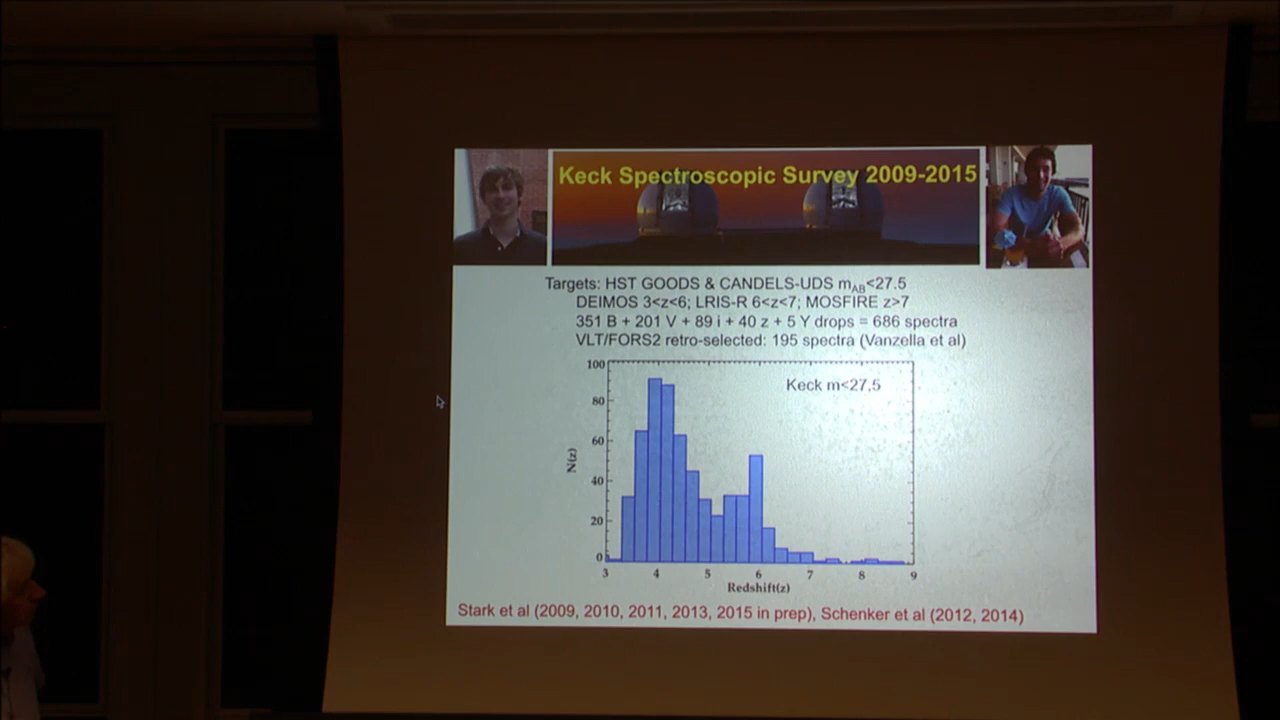 Keck Spectroscopic Survey 2009-2015
Targets: HST GOODS & CANDELS-UDS mAB<27.5
DEIMOS 3<z<6; LRIS-R 6<z<7; MOSFIRE z>7
351 B + 201 V + 89 i + 40 z + 5 Y drops = 686 spectra
VLT/FORS2 retro-selected: 195 spectra (Vanzella et al)
Keck m<27.5
N(z)
100
80
60
40
20
0
3 4 5 6 7 8 9
Redshift(z)
Stark et al (2009, 2010, 2011, 2013, 2015 in prep), Schenker et al (2012, 2014)